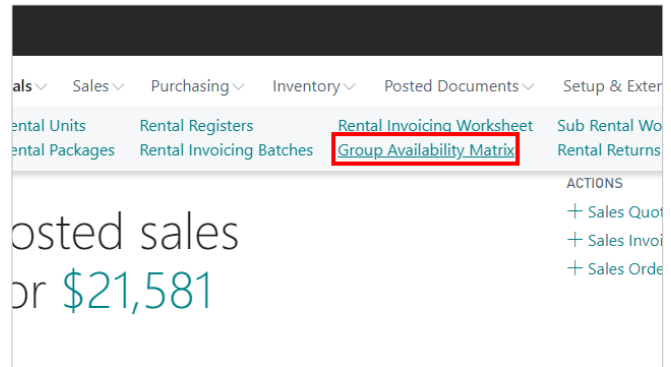 als Sales Purchasing Inventory Posted Documents Setup & Exter
ental Units Rental Registers Rental Invoicing Worksheet Sub Rental Wo
ental Packages Rental Invoicing Batches Group Availability Matrix Rental Returns
ACTIONS
+ Sales Quot
+ Sales Invoi
+ Sales Orde
osted sales
or $21,581